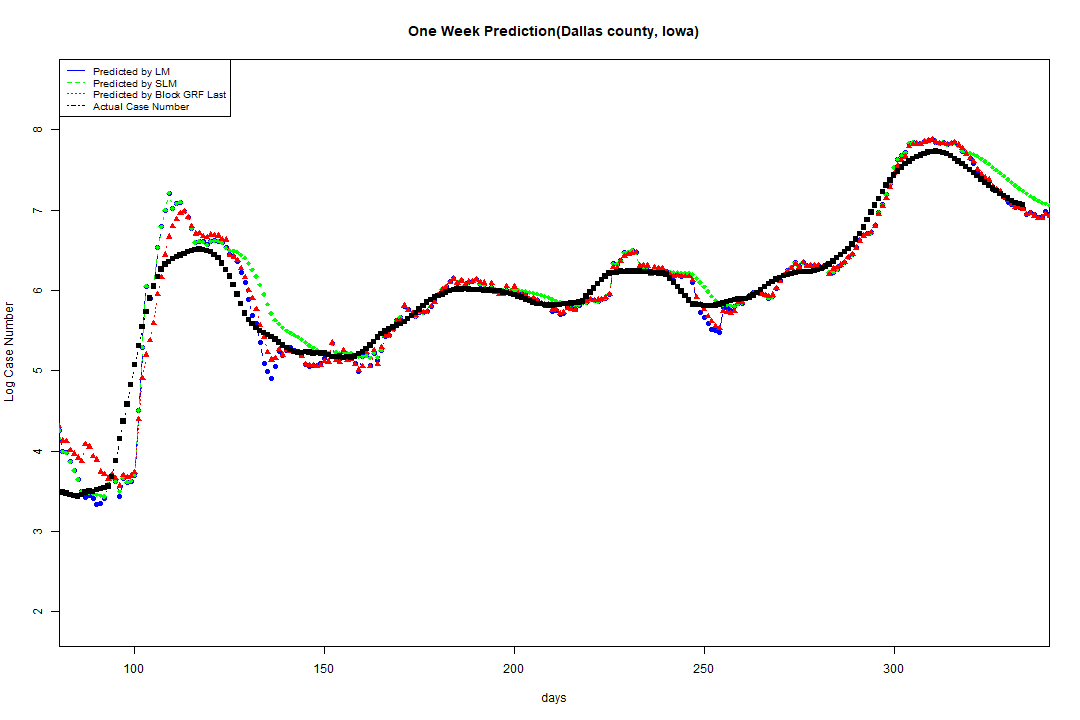 One Week Prediction(Dallas county, Iowa)
Predicted by LM
Predicted by SLM
Predicted by Block GRF Last
Actual Case Number
8
7
6
5
4
3
2
Log Case Number
100 150 200 250 300
days